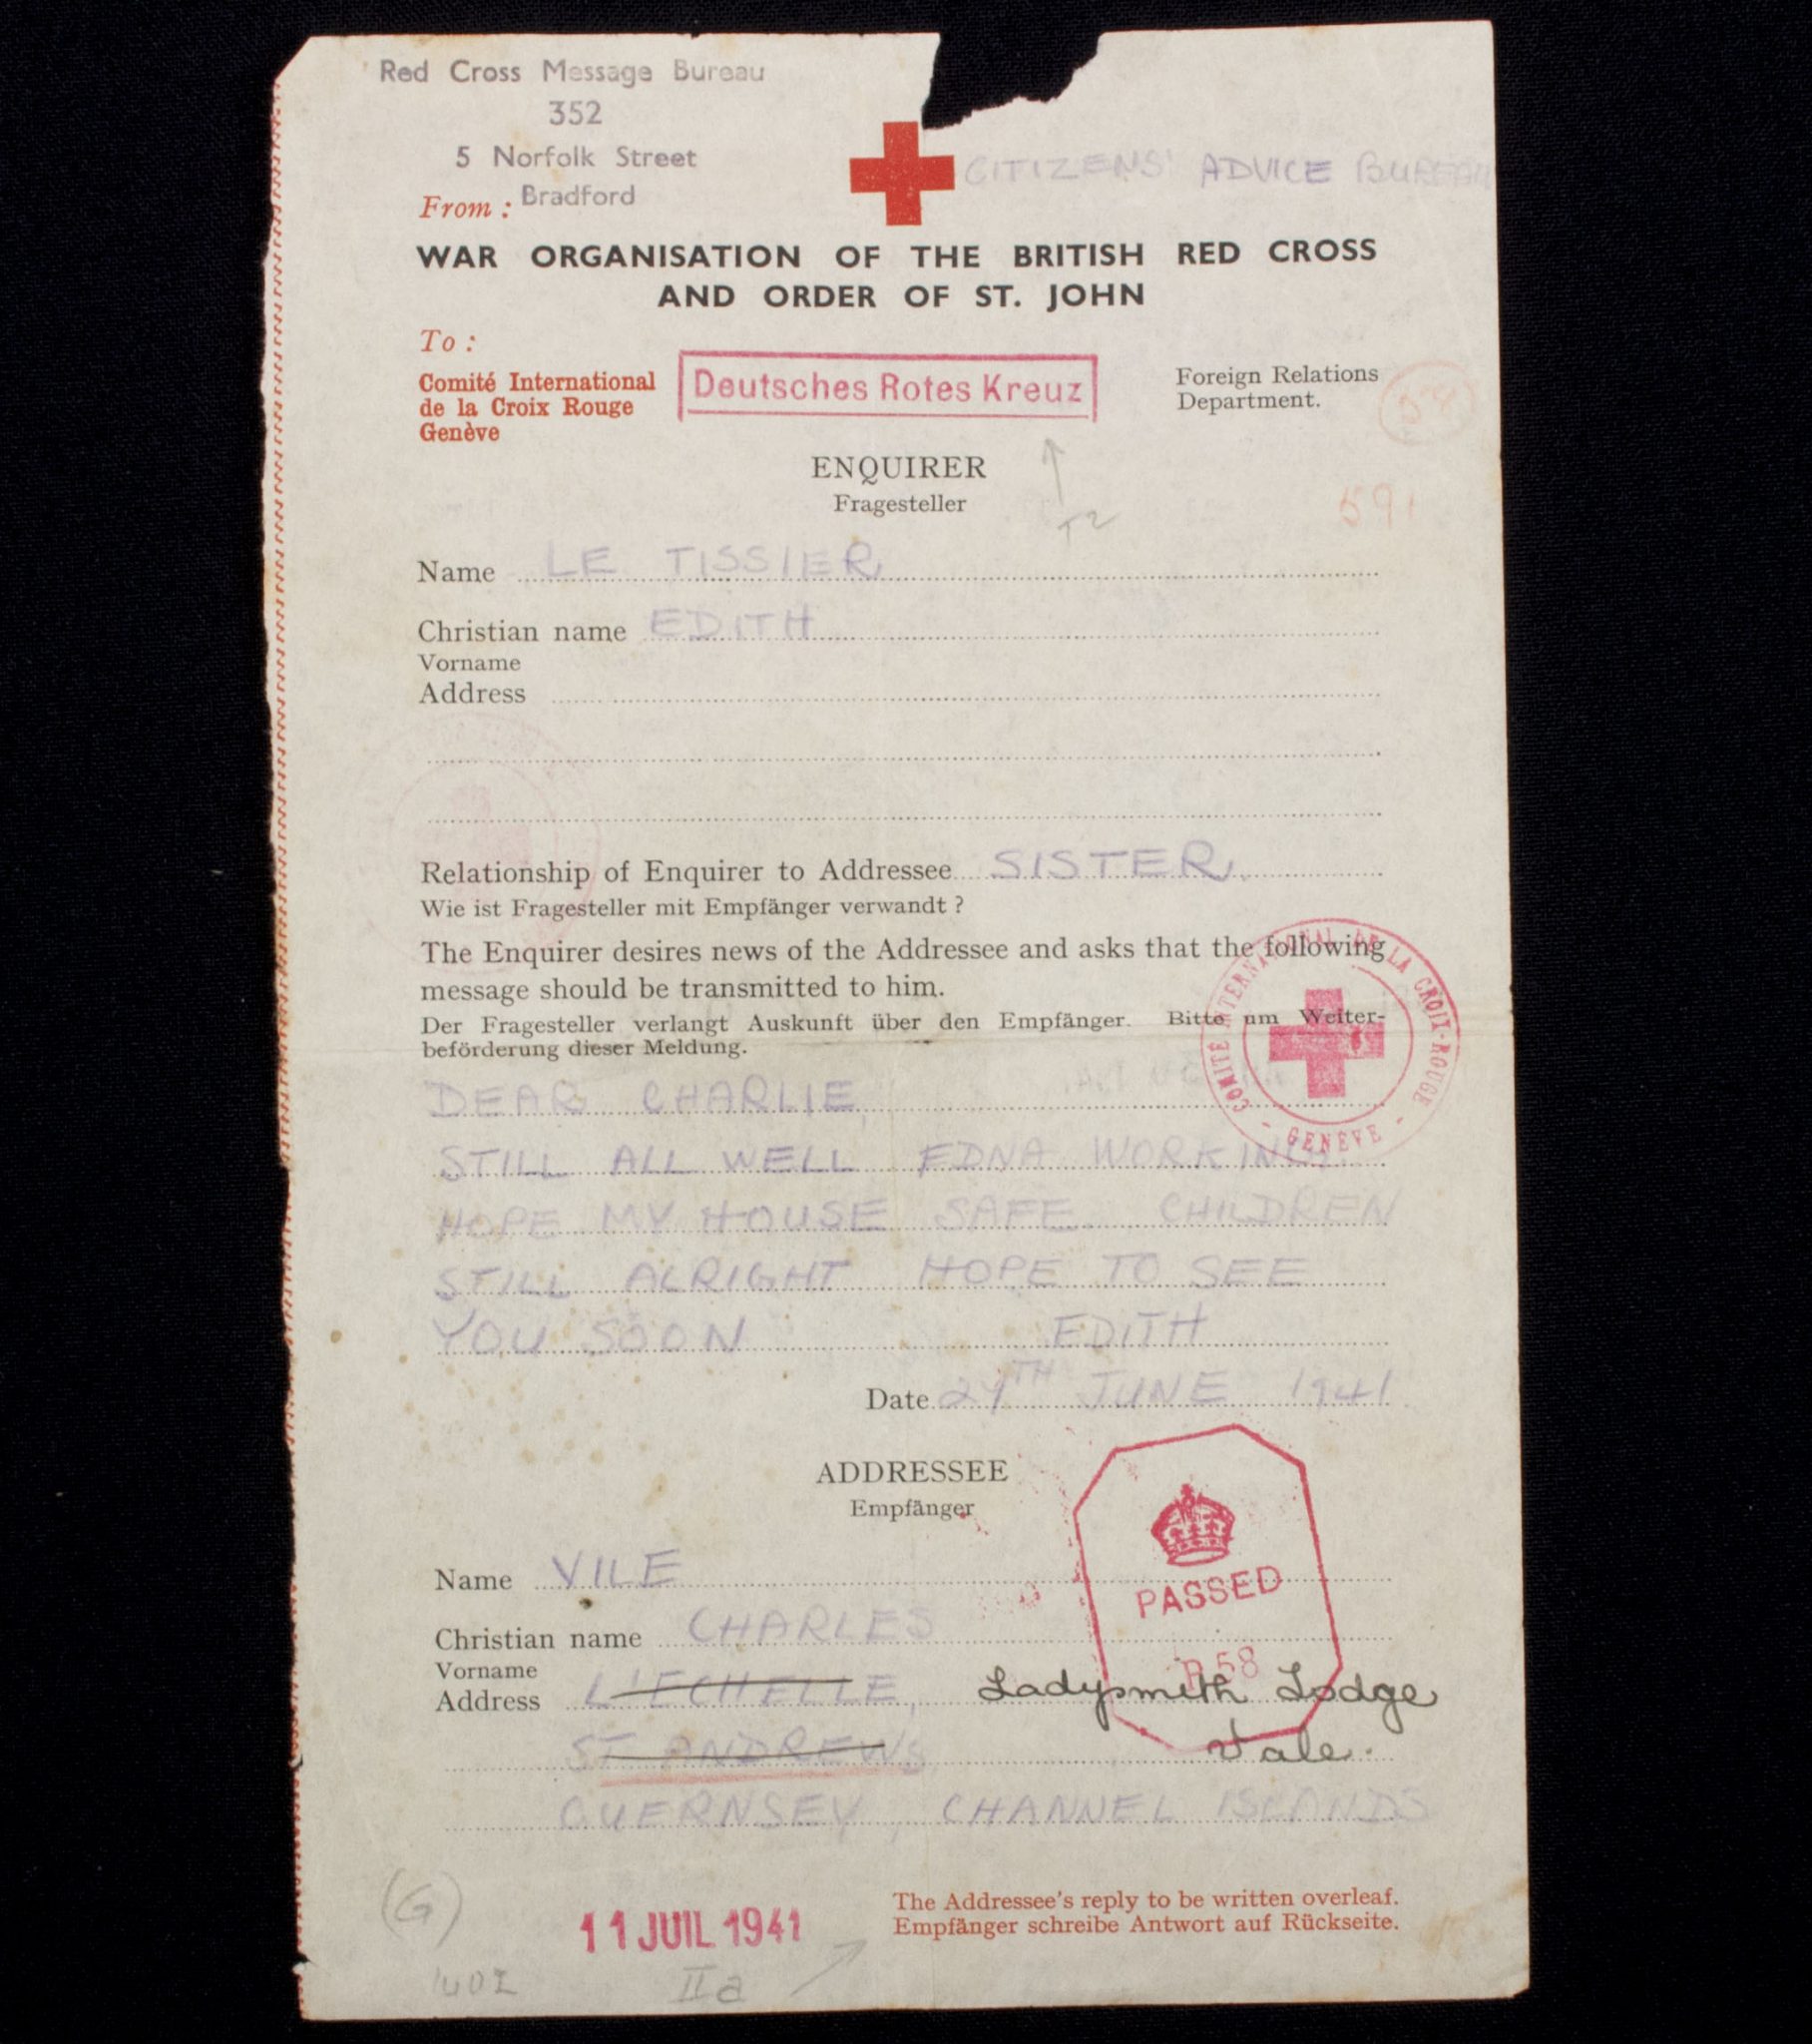 Red Cross Message Bureau
352
5 Norfolk Street
From : Bradford
CITIZENS' ADVICE BUREAU
WAR ORGANISATION OF THE BRITISH RED CROSS
AND ORDER OF ST. JOHN
To :
Comité International
de la Croix Rouge
Genève
Deutsches Rotes Kreuz
Foreign Relations
Department.
ENQUIRER
Fragesteller
591
Name LE TISSIER
Christian name EDITH
Vorname
Address
Relationship of Enquirer to Addressee SISTER.
Wie ist Fragesteller mit Empfänger verwandt ?
The Enquirer desires news of the Addressee and asks that the following
message should be transmitted to him.
Der Fragesteller verlangt Auskunft über den Empfänger. Bitte um Weiter-
beförderung dieser Meldung.
COMITÉ INTERNATIONAL DE LA CROIX-ROUGE
- GENÈVE -
DEAR CHARLIE,
STILL ALL WELL EDNA WORKING.
HOPE MY HOUSE SAFE. CHILDREN
STILL ALRIGHT HOPE TO SEE
YOU SOON EDITH
Date JUNE 1941
ADDRESSEE
Empfänger
PASSED
P.58
Name VILE
Christian name CHARLES
Vorname
Address L'ECHELLE, Ladysmith Lodge
ST ANDREWS Vale.
GUERNSEY, CHANNEL ISLANDS
(G)
11 JUIL 1941
The Addressee's reply to be written overleaf.
Empfänger schreibe Antwort auf Rückseite.
IIa